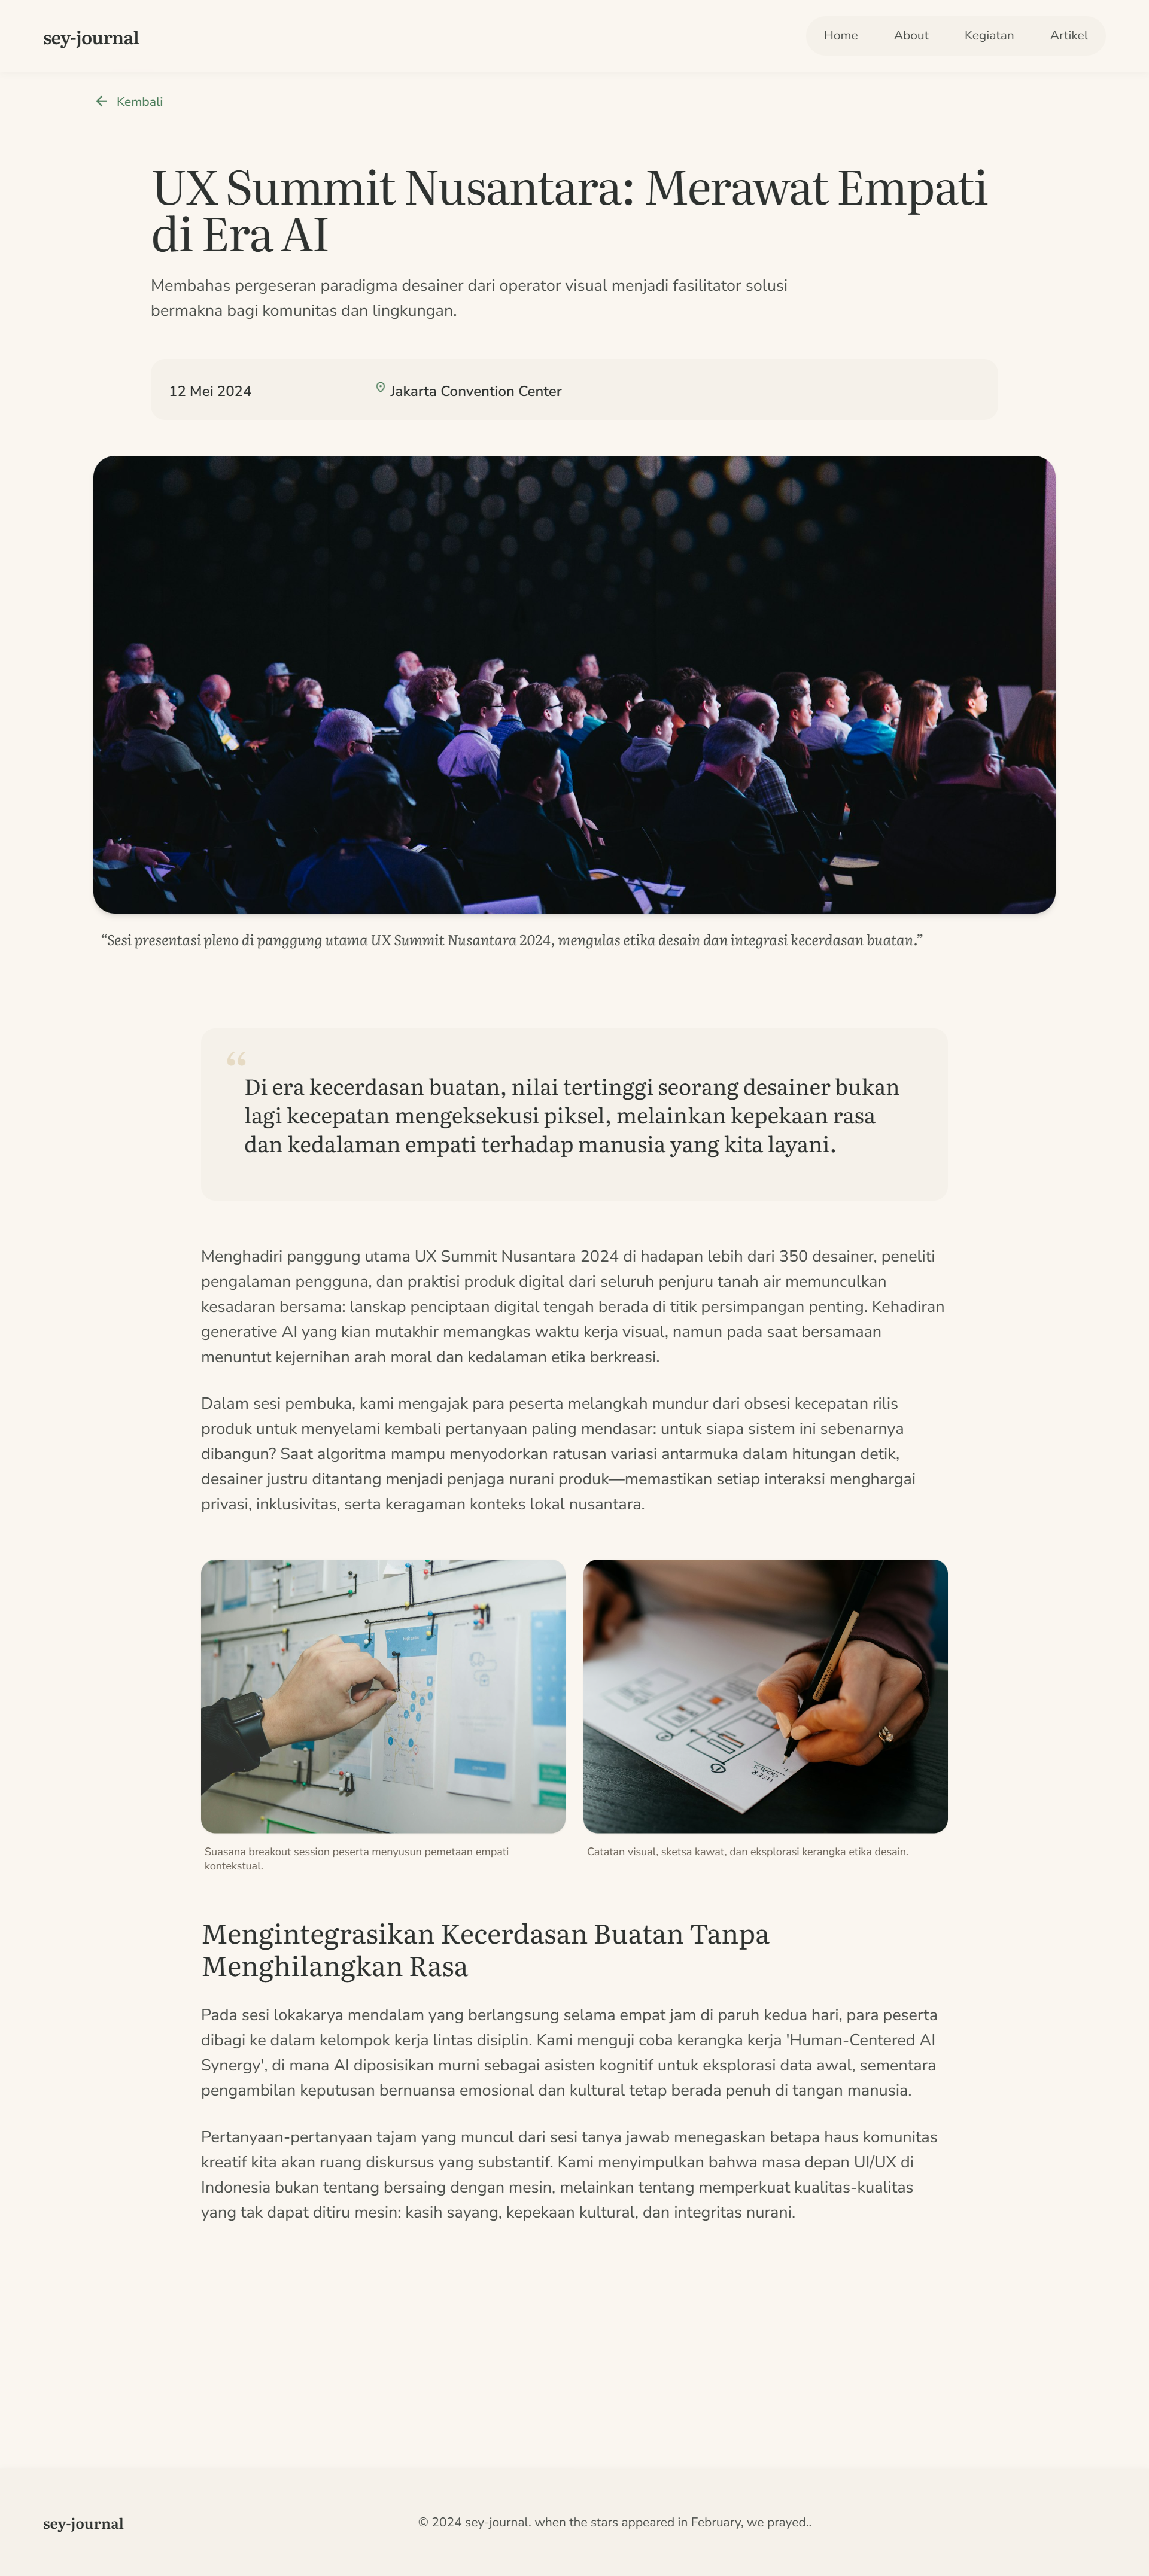 sey-journal
Home
About
Kegiatan
Artikel
Kembali
UX Summit Nusantara: Merawat Empati
di Era AI
Membahas pergeseran paradigma desainer dari operator visual menjadi fasilitator solusi
bermakna bagi komunitas dan lingkungan.
12 Mei 2024
Jakarta Convention Center
“Sesi presentasi pleno di panggung utama UX Summit Nusantara 2024, mengulas etika desain dan integrasi kecerdasan buatan.”
“
Di era kecerdasan buatan, nilai tertinggi seorang desainer bukan
lagi kecepatan mengeksekusi piksel, melainkan kepekaan rasa
dan kedalaman empati terhadap manusia yang kita layani.
Menghadiri panggung utama UX Summit Nusantara 2024 di hadapan lebih dari 350 desainer, peneliti
pengalaman pengguna, dan praktisi produk digital dari seluruh penjuru tanah air memunculkan
kesadaran bersama: lanskap penciptaan digital tengah berada di titik persimpangan penting. Kehadiran
generative AI yang kian mutakhir memangkas waktu kerja visual, namun pada saat bersamaan
menuntut kejernihan arah moral dan kedalaman etika berkreasi.
Dalam sesi pembuka, kami mengajak para peserta melangkah mundur dari obsesi kecepatan rilis
produk untuk menyelami kembali pertanyaan paling mendasar: untuk siapa sistem ini sebenarnya
dibangun? Saat algoritma mampu menyodorkan ratusan variasi antarmuka dalam hitungan detik,
desainer justru ditantang menjadi penjaga nurani produk—memastikan setiap interaksi menghargai
privasi, inklusivitas, serta keragaman konteks lokal nusantara.
USER
GOALS
Suasana breakout session peserta menyusun pemetaan empati
kontekstual.
Catatan visual, sketsa kawat, dan eksplorasi kerangka etika desain.
Mengintegrasikan Kecerdasan Buatan Tanpa
Menghilangkan Rasa
Pada sesi lokakarya mendalam yang berlangsung selama empat jam di paruh kedua hari, para peserta
dibagi ke dalam kelompok kerja lintas disiplin. Kami menguji coba kerangka kerja 'Human-Centered AI
Synergy', di mana AI diposisikan murni sebagai asisten kognitif untuk eksplorasi data awal, sementara
pengambilan keputusan bernuansa emosional dan kultural tetap berada penuh di tangan manusia.
Pertanyaan-pertanyaan tajam yang muncul dari sesi tanya jawab menegaskan betapa haus komunitas
kreatif kita akan ruang diskursus yang substantif. Kami menyimpulkan bahwa masa depan UI/UX di
Indonesia bukan tentang bersaing dengan mesin, melainkan tentang memperkuat kualitas-kualitas
yang tak dapat ditiru mesin: kasih sayang, kepekaan kultural, dan integritas nurani.
sey-journal
© 2024 sey-journal. when the stars appeared in February, we prayed..